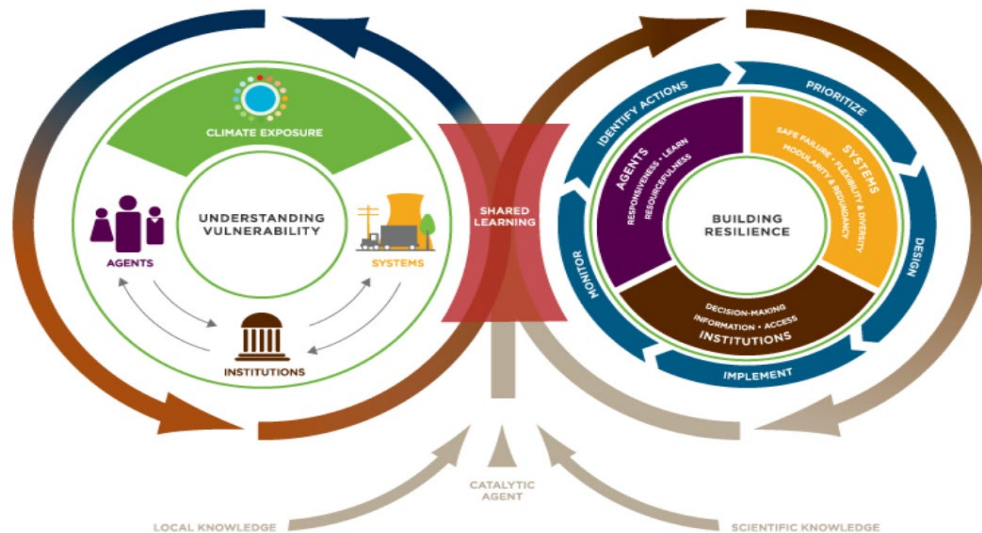 CLIMATE EXPOSURE
UNDERSTANDING
VULNERABILITY
AGENTS
SYSTEMS
INSTITUTIONS
SHARED
LEARNING
IDENTIFY ACTIONS
PRIORITIZE
DESIGN
IMPLEMENT
MONITOR
AGENTS
RESPONSIVENESS • LEARN
RESOURCEFULNESS
SYSTEMS
SAFE FAILURE • FLEXIBILITY & DIVERSITY
MODULARITY & REDUNDANCY
BUILDING
RESILIENCE
DECISION-MAKING
INFORMATION • ACCESS
INSTITUTIONS
CATALYTIC
AGENT
LOCAL KNOWLEDGE
SCIENTIFIC KNOWLEDGE